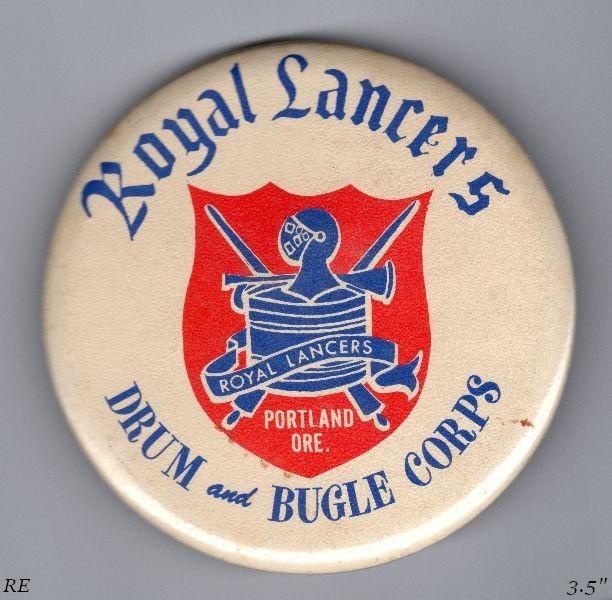 Royal Lancers
ROYAL LANCERS
PORTLAND
ORE.
DRUM and BUGLE CORPS
RE
3.5"